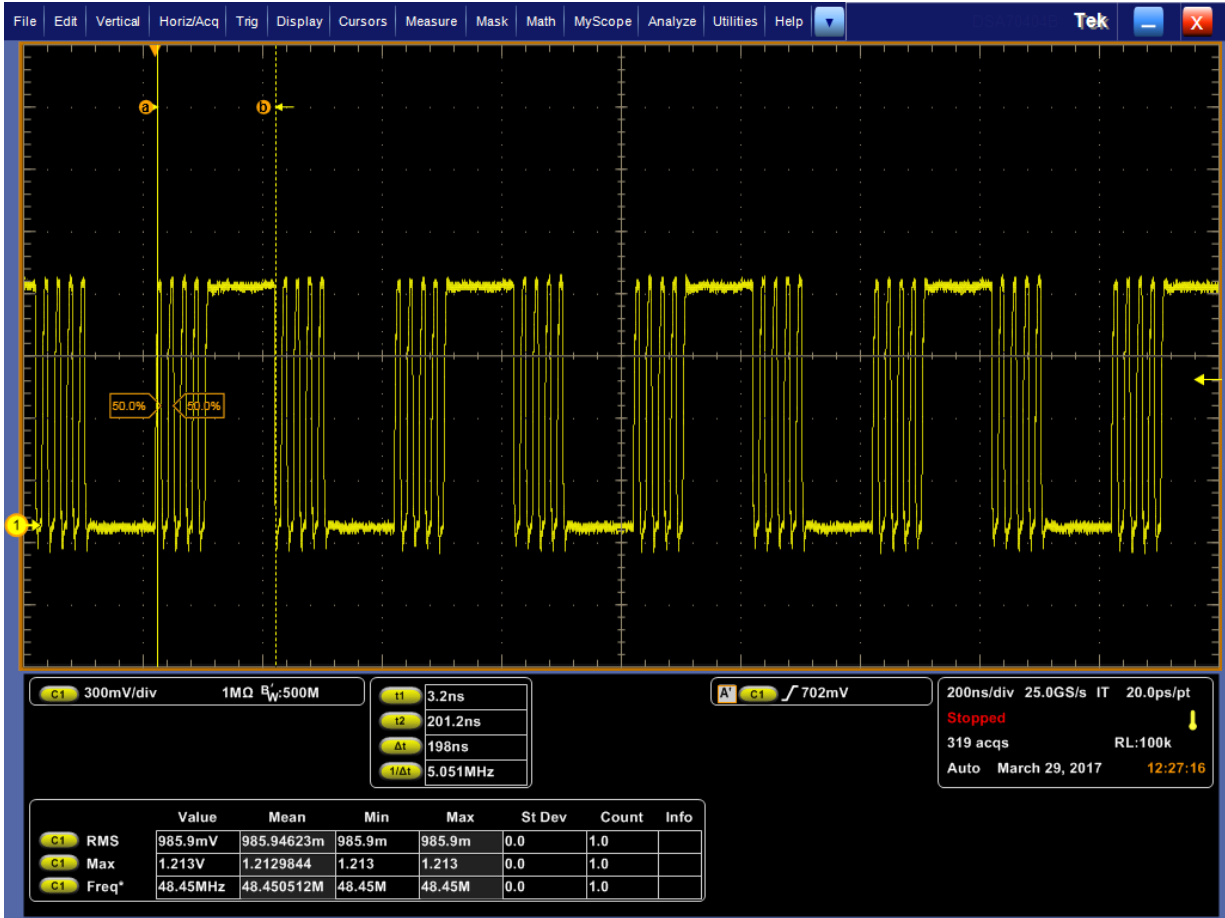 File Edit Vertical Horiz/Acq Trig Display Cursors Measure Mask Math MyScope Analyze Utilities Help Tek X
a b
50.0% 50.0%
1
C1 300mV/div 1MΩ BW:500M
t1 3.2ns
t2 201.2ns
Δt 198ns
1/Δt 5.051MHz
A' C1 702mV
200ns/div 25.0GS/s IT 20.0ps/pt
Stopped
319 acqs RL:100k
Auto March 29, 2017 12:27:16
Value Mean Min Max St Dev Count Info
C1 RMS 985.9mV 985.94623m 985.9m 985.9m 0.0 1.0
C1 Max 1.213V 1.2129844 1.213 1.213 0.0 1.0
C1 Freq* 48.45MHz 48.450512M 48.45M 48.45M 0.0 1.0